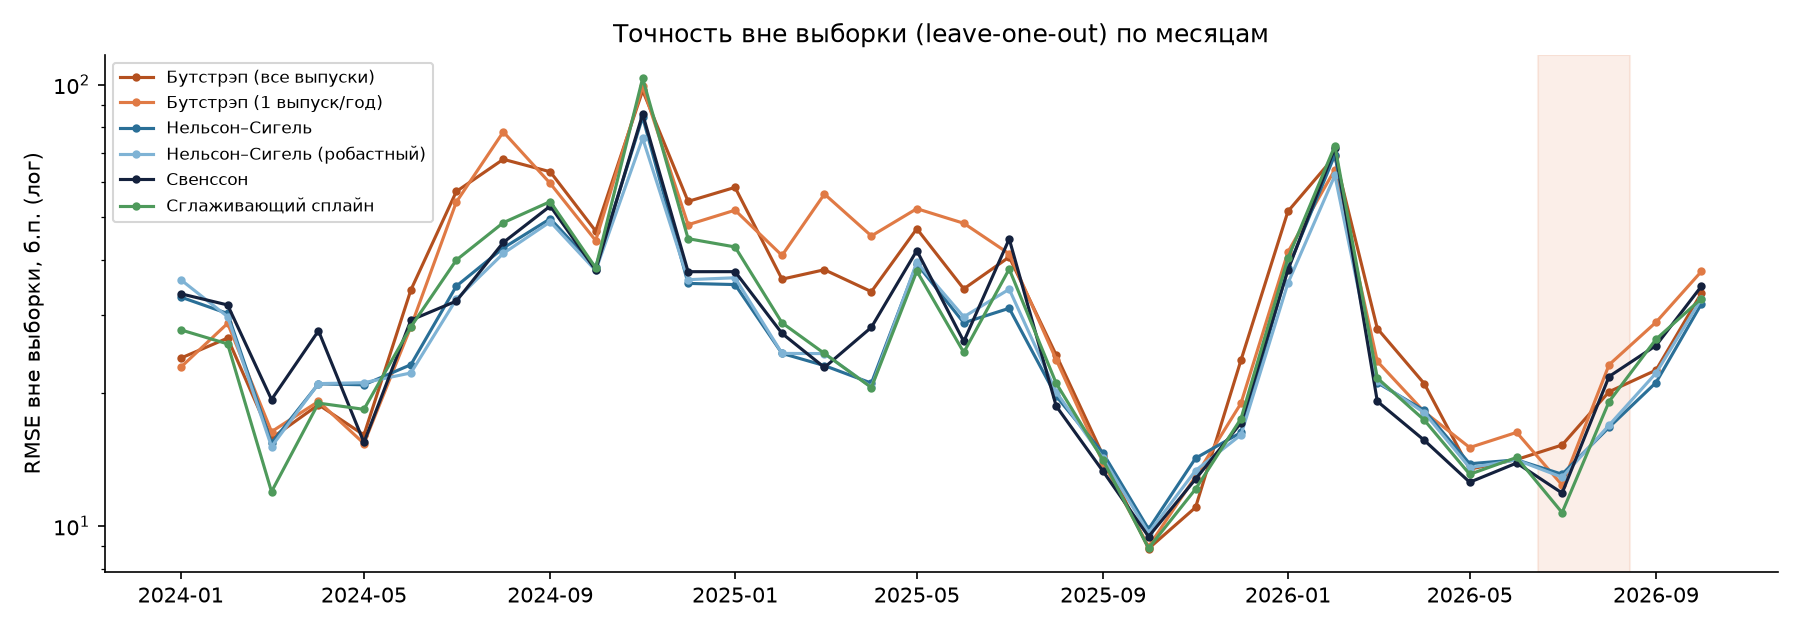 Точность вне выборки (leave-one-out) по месяцам
RMSE вне выборки, б.п. (лог)
10²
10¹
Бутстрэп (все выпуски)
Бутстрэп (1 выпуск/год)
Нельсон–Сигель
Нельсон–Сигель (робастный)
Свенссон
Сглаживающий сплайн
2024-01 2024-05 2024-09 2025-01 2025-05 2025-09 2026-01 2026-05 2026-09